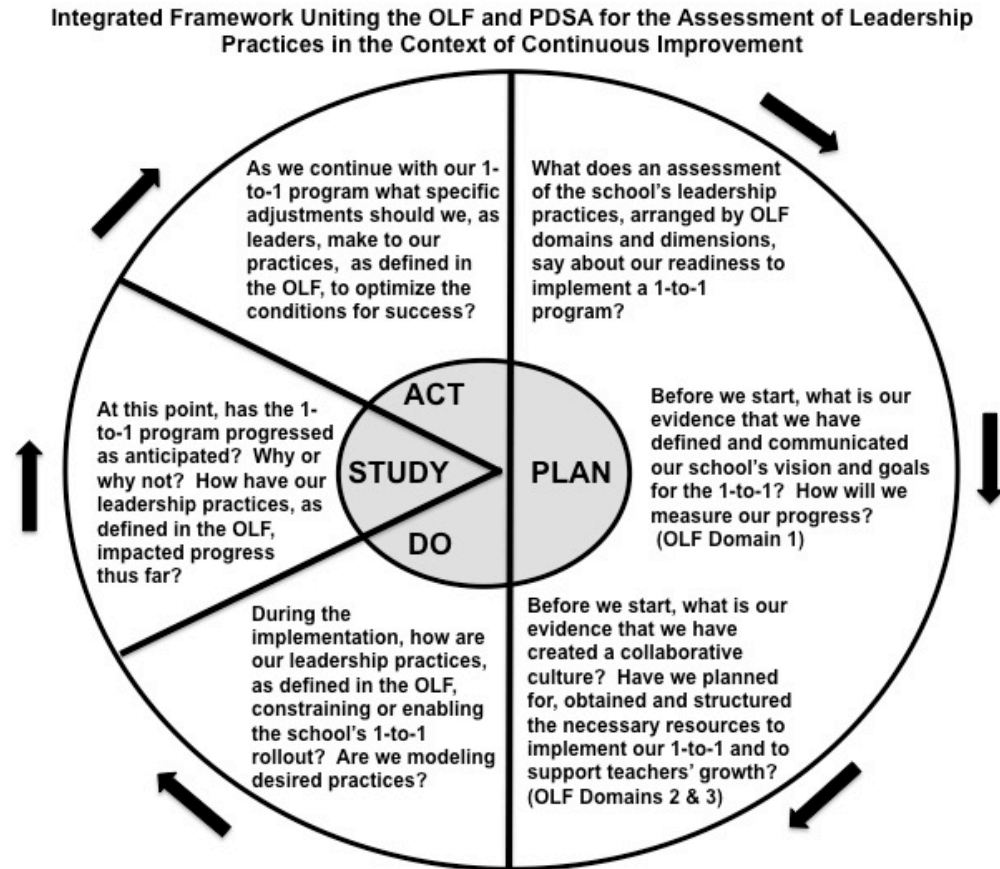 Integrated Framework Uniting the OLF and PDSA for the Assessment of Leadership
Practices in the Context of Continuous Improvement
What does an assessment
of the school's leadership
practices, arranged by OLF
domains and dimensions,
say about our readiness to
implement a 1-to-1
program?
Before we start, what is our
evidence that we have
defined and communicated
our school's vision and goals
for the 1-to-1? How will we
measure our progress?
(OLF Domain 1)
Before we start, what is our
evidence that we have
created a collaborative
culture? Have we planned
for, obtained and structured
the necessary resources to
implement our 1-to-1 and to
support teachers' growth?
(OLF Domains 2 & 3)
During the
implementation, how are
our leadership practices,
as defined in the OLF,
constraining or enabling
the school's 1-to-1
rollout? Are we modeling
desired practices?
At this point, has the 1-
to-1 program progressed
as anticipated? Why or
why not? How have our
leadership practices, as
defined in the OLF,
impacted progress
thus far?
As we continue with our 1-
to-1 program what specific
adjustments should we, as
leaders, make to our
practices, as defined in
the OLF, to optimize the
conditions for success?
ACT
STUDY
PLAN
DO